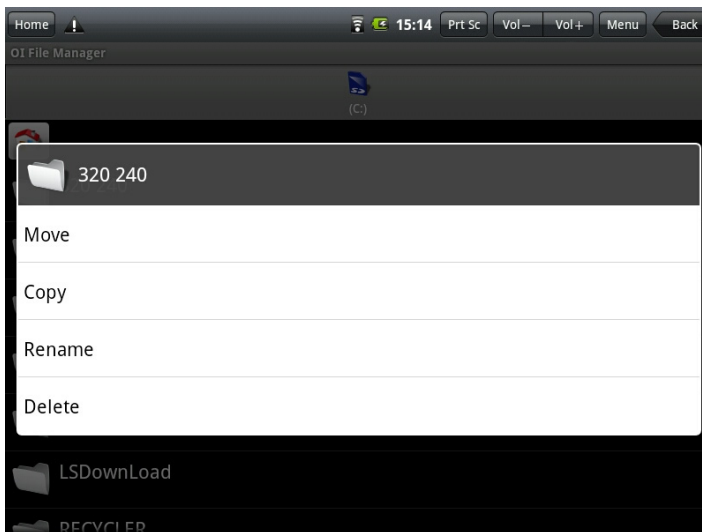 Home 15:14 Prt Sc Vol− Vol+ Menu Back
OI File Manager
(C:)
320 240
Move
Copy
Rename
Delete
LSDownLoad
RECYCLER